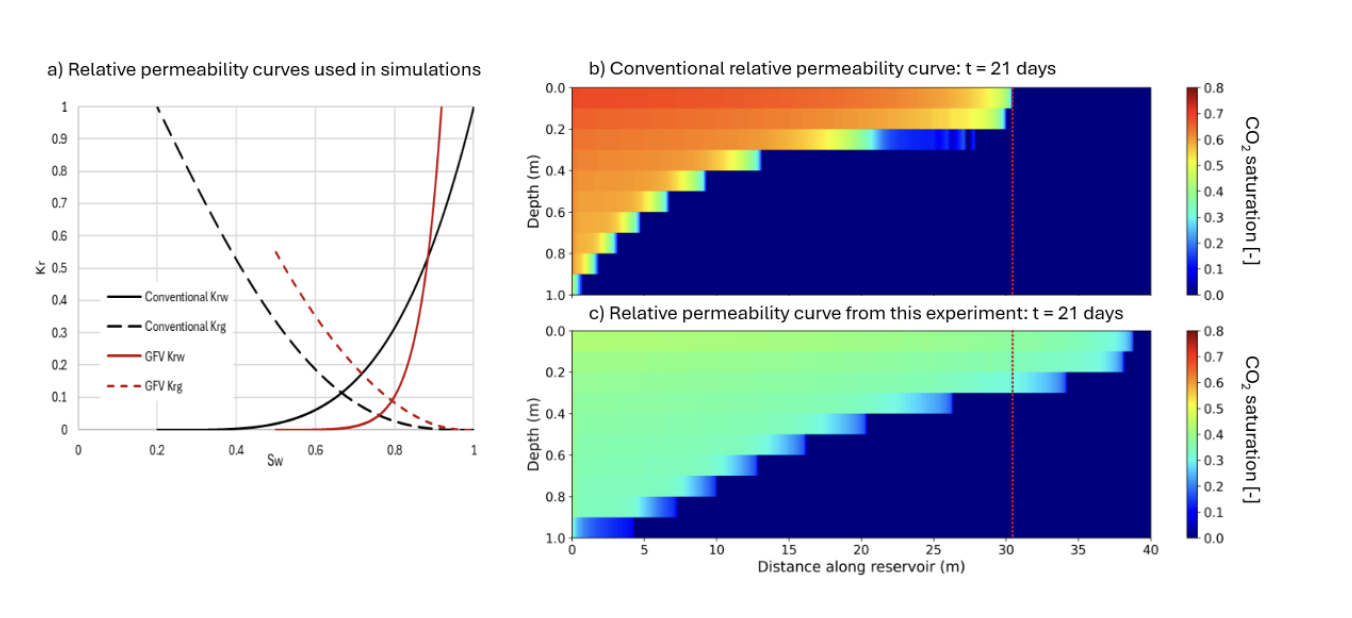 a) Relative permeability curves used in simulations
1
0.9
0.8
0.7
0.6
0.5
0.4
0.3
0.2
0.1
0
Kr
Conventional Krw
Conventional Krg
GFV Krw
GFV Krg
0 0.2 0.4 0.6 0.8 1
Sw
b) Conventional relative permeability curve: t = 21 days
0.0
0.2
0.4
0.6
0.8
1.0
Depth (m)
0.8
0.7
0.6
0.5
0.4
0.3
0.2
0.1
0.0
CO2 saturation [-]
c) Relative permeability curve from this experiment: t = 21 days
0.0
0.2
0.4
0.6
0.8
1.0
Depth (m)
0 5 10 15 20 25 30 35 40
Distance along reservoir (m)
0.8
0.7
0.6
0.5
0.4
0.3
0.2
0.1
0.0
CO2 saturation [-]